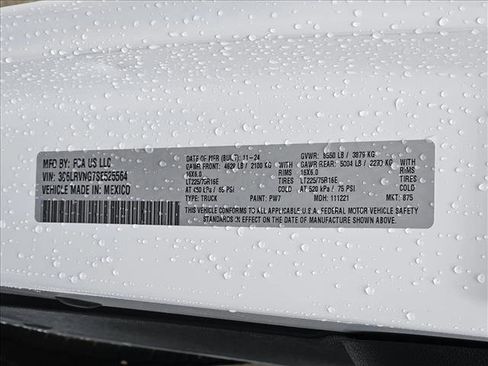 MFD BY: FCA US LLC
VIN: 3C6LRVNG7SE525564
VEHICLE MADE IN: MEXICO
DATE OF MFR (BUILT): 11-24
GAWR FRONT: 4629 LB / 2100 KG
16X6.0 RIMS
LT225/75R16E TIRES
AT 450 kPa / 65 PSI
TYPE: TRUCK PAINT: PW7
GVWR: 8550 LB / 3879 KG
GAWR REAR: 5004 LB / 2270 KG
16X6.0 RIMS
LT225/75R16E TIRES
AT 520 kPa / 75 PSI
MDH: 111221 MKT: 875
THIS VEHICLE CONFORMS TO ALL APPLICABLE U.S.A. FEDERAL MOTOR VEHICLE SAFETY
STANDARDS IN EFFECT ON THE DATE OF MANUFACTURE SHOWN ABOVE.